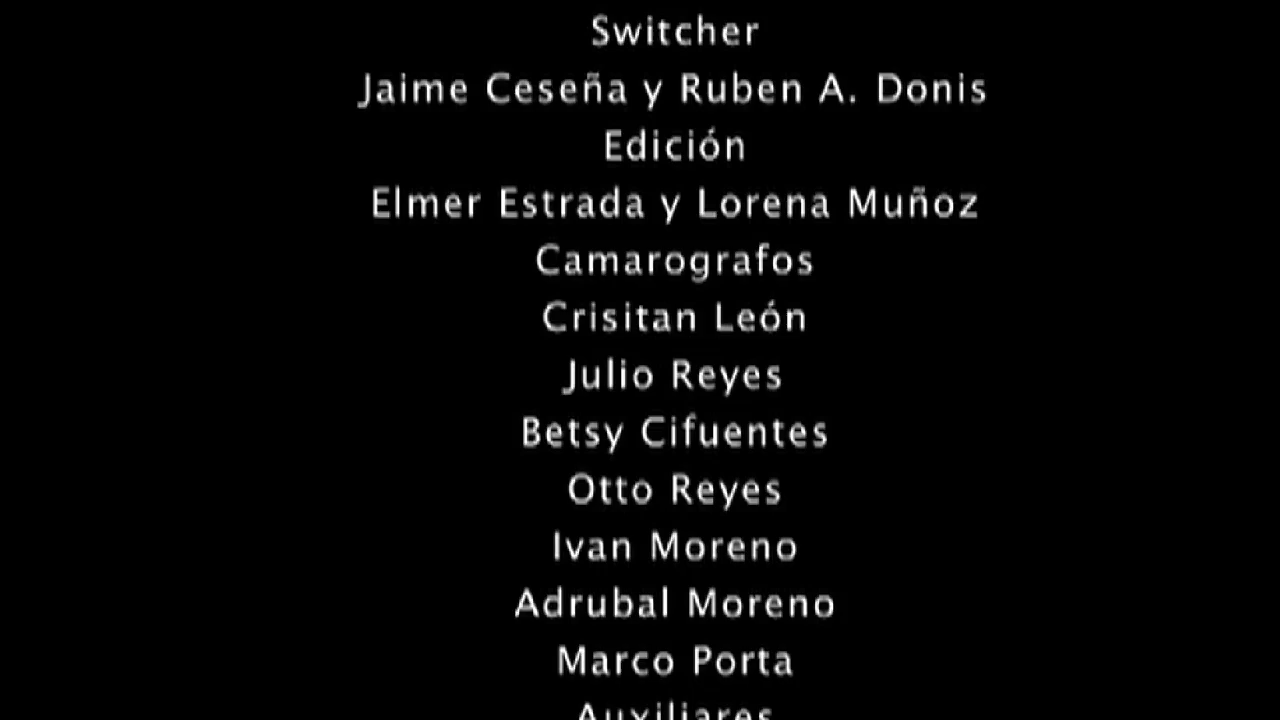 Switcher
Jaime Ceseña y Ruben A. Donis
Edición
Elmer Estrada y Lorena Muñoz
Camarografos
Crisitan León
Julio Reyes
Betsy Cifuentes
Otto Reyes
Ivan Moreno
Adrubal Moreno
Marco Porta
Auxiliares